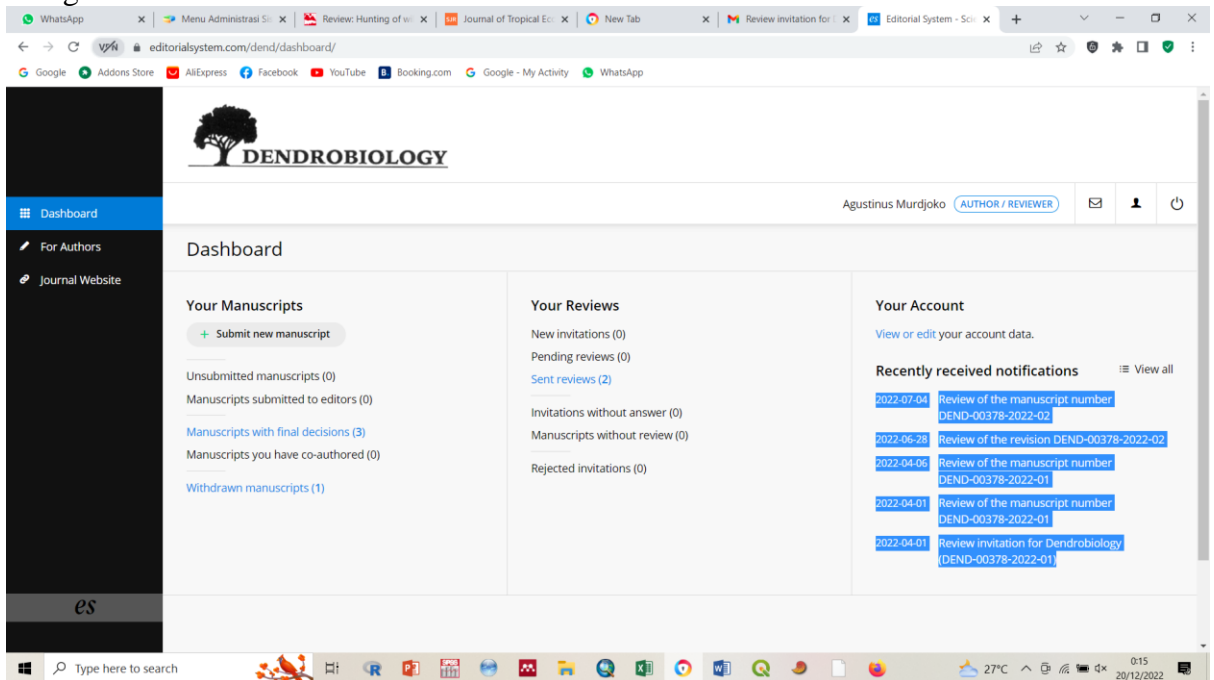 WhatsApp
Menu Administrasi Si
Review: Hunting of w
Journal of Tropical Ec
New Tab
Review invitation for
Editorial System - Scie
VPN
editorialsystem.com/dend/dashboard/
Google
Addons Store
AliExpress
Facebook
YouTube
Booking.com
Google - My Activity
WhatsApp
DENDROBIOLOGY
Agustinus Murdjoko AUTHOR / REVIEWER
Dashboard
For Authors
Journal Website
es
Dashboard
Your Manuscripts
+ Submit new manuscript
Unsubmitted manuscripts (0)
Manuscripts submitted to editors (0)
Manuscripts with final decisions (3)
Manuscripts you have co-authored (0)
Withdrawn manuscripts (1)
Your Reviews
New invitations (0)
Pending reviews (0)
Sent reviews (2)
Invitations without answer (0)
Manuscripts without review (0)
Rejected invitations (0)
Your Account
View or edit your account data.
Recently received notifications
View all
2022-07-04 Review of the manuscript number
DEND-00378-2022-02
2022-06-28 Review of the revision DEND-00378-2022-02
2022-04-06 Review of the manuscript number
DEND-00378-2022-01
2022-04-01 Review of the manuscript number
DEND-00378-2022-01
2022-04-01 Review invitation for Dendrobiology
(DEND-00378-2022-01)
Type here to search
27°C
0:15
20/12/2022